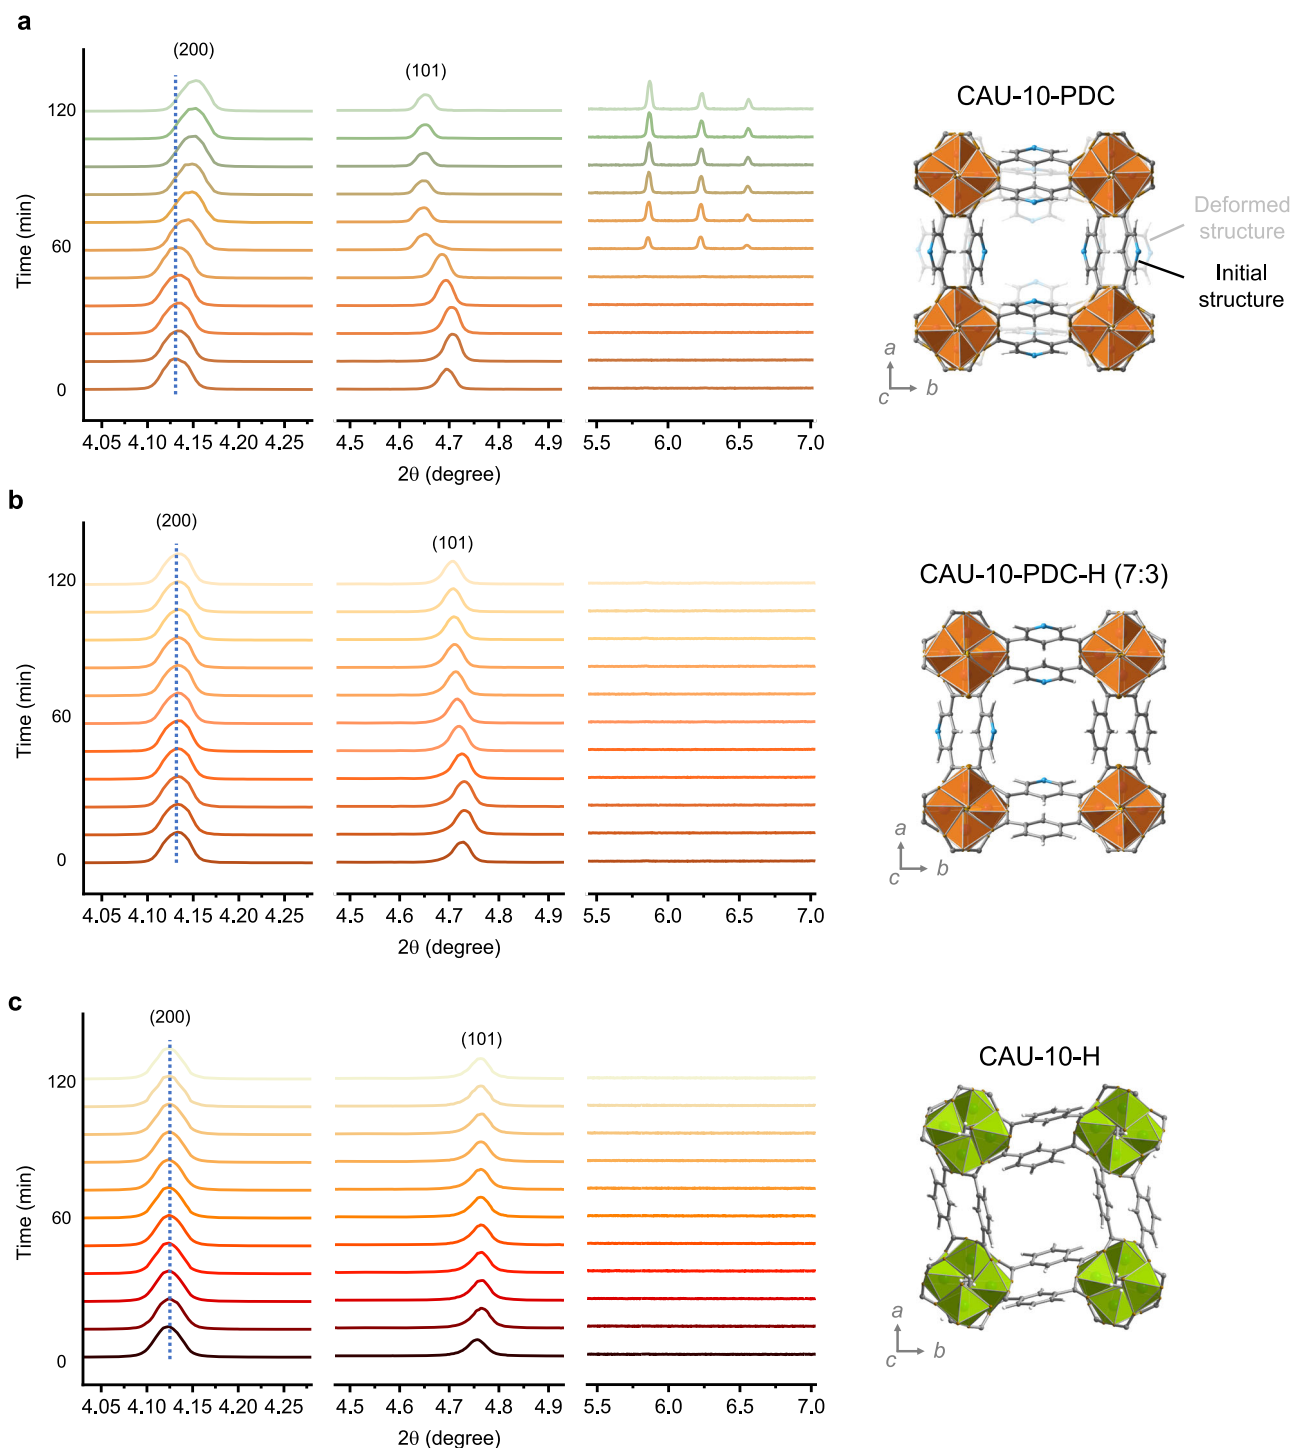 a
(200)
(101)
120
60
0
Time (min)
4.05 4.10 4.15 4.20 4.25
4.5 4.6 4.7 4.8 4.9
5.5 6.0 6.5 7.0
2θ (degree)
CAU-10-PDC
Deformed
structure
Initial
structure
a
c b
b
(200)
(101)
120
60
0
Time (min)
4.05 4.10 4.15 4.20 4.25
4.5 4.6 4.7 4.8 4.9
5.5 6.0 6.5 7.0
2θ (degree)
CAU-10-PDC-H (7:3)
a
c b
c
(200)
(101)
120
60
0
Time (min)
4.05 4.10 4.15 4.20 4.25
4.5 4.6 4.7 4.8 4.9
5.5 6.0 6.5 7.0
2θ (degree)
CAU-10-H
a
c b